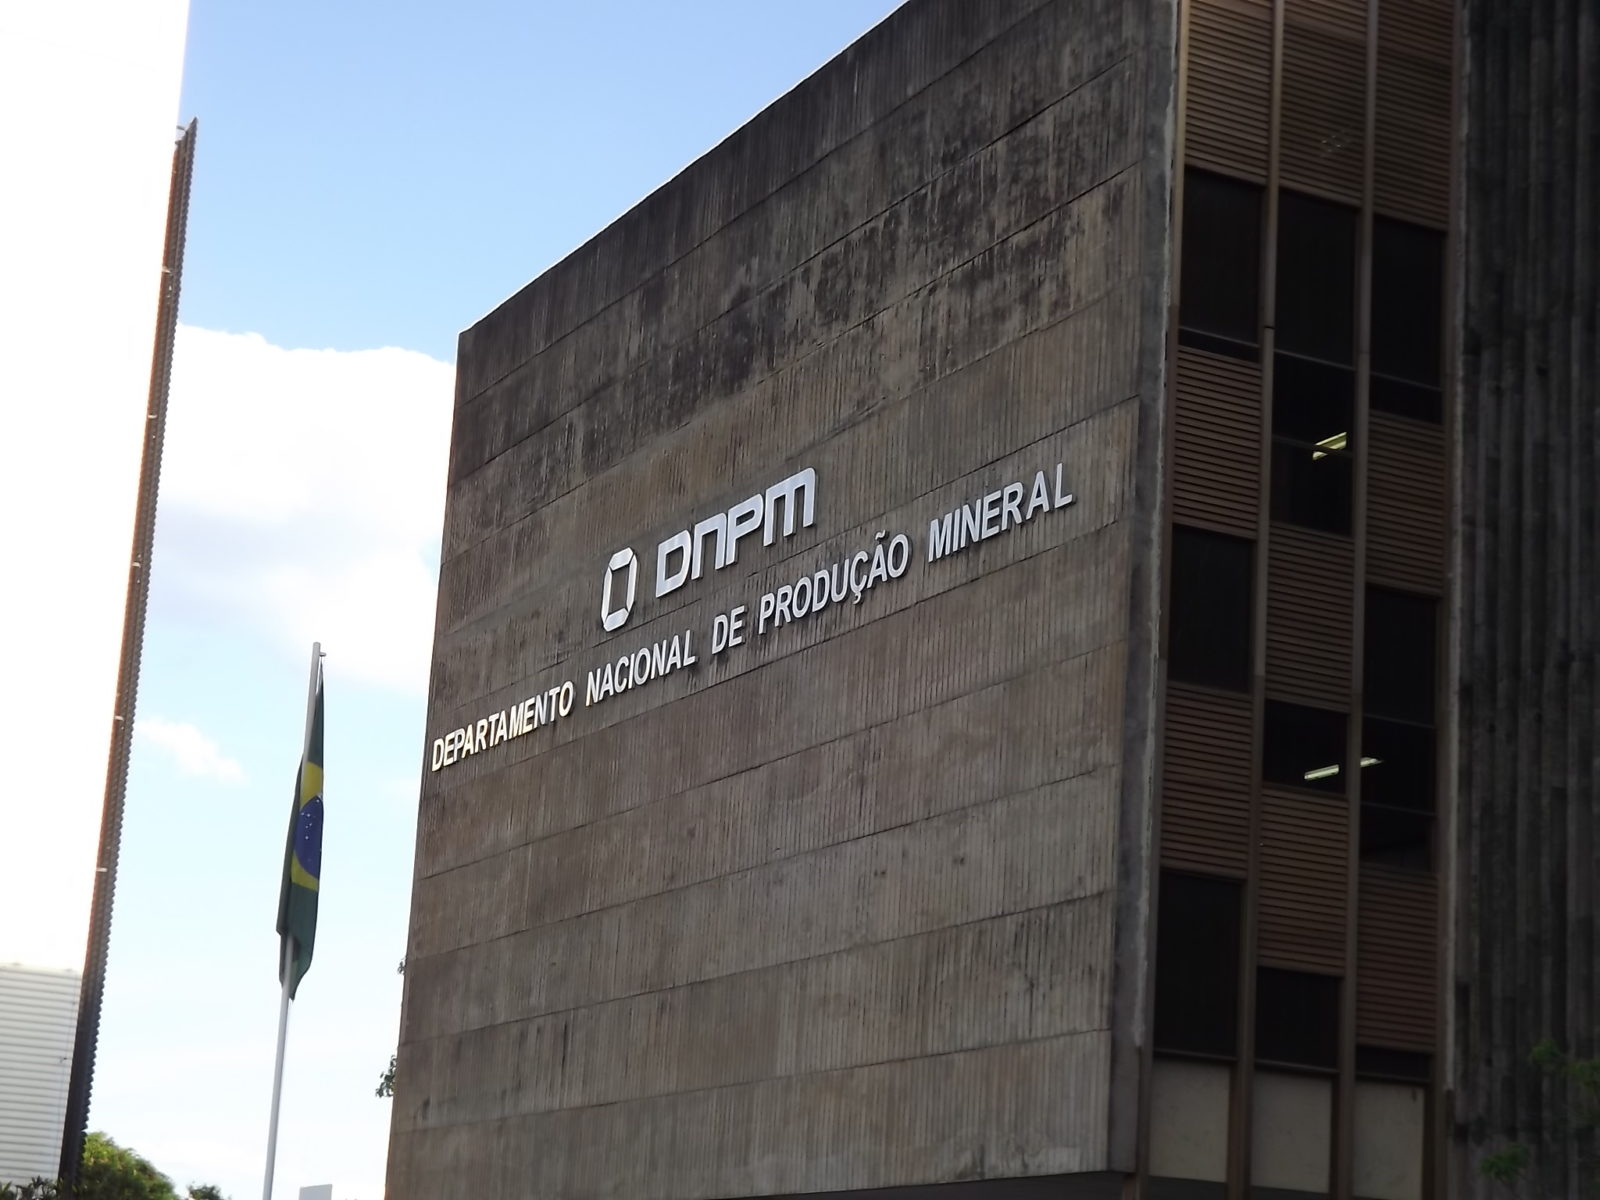 DNPM
DEPARTAMENTO NACIONAL DE PRODUÇÃO MINERAL